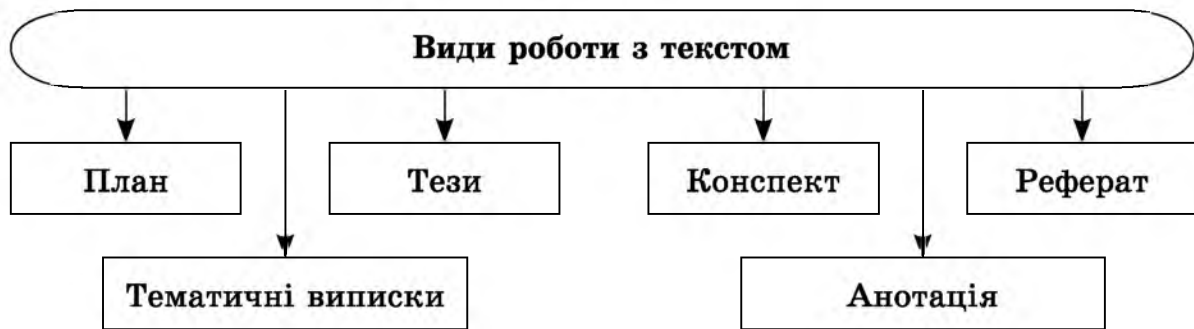 Види роботи з текстом
План
Тези
Конспект
Реферат
Тематичні виписки
Анотація